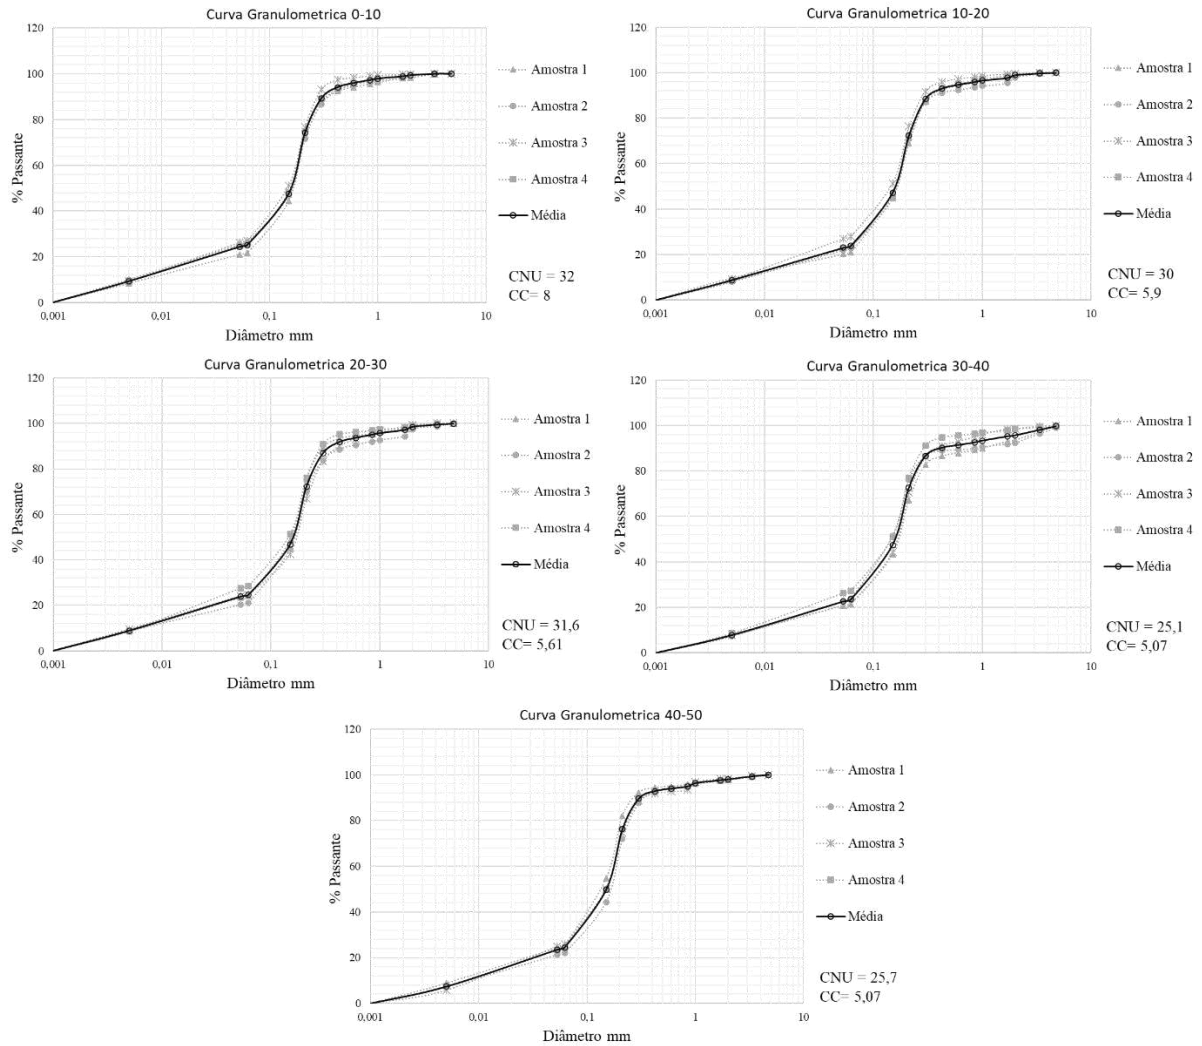 Curva Granulometrica 0-10
120
100
80
60
40
20
0
% Passante
0,001
0,01
0,1
1
10
Diâmetro mm
Amostra 1
Amostra 2
Amostra 3
Amostra 4
Média
CNU = 32
CC= 8
Curva Granulometrica 10-20
120
100
80
60
40
20
0
% Passante
0,001
0,01
0,1
1
10
Diâmetro mm
Amostra 1
Amostra 2
Amostra 3
Amostra 4
Média
CNU = 30
CC= 5,9
Curva Granulometrica 20-30
120
100
80
60
40
20
0
% Passante
0,001
0,01
0,1
1
10
Diâmetro mm
Amostra 1
Amostra 2
Amostra 3
Amostra 4
Média
CNU = 31,6
CC= 5,61
Curva Granulometrica 30-40
120
100
80
60
40
20
0
% Passante
0,001
0,01
0,1
1
10
Diâmetro mm
Amostra 1
Amostra 2
Amostra 3
Amostra 4
Média
CNU = 25,1
CC= 5,07
Curva Granulometrica 40-50
120
100
80
60
40
20
0
% Passante
0,001
0,01
0,1
1
10
Diâmetro mm
Amostra 1
Amostra 2
Amostra 3
Amostra 4
Média
CNU = 25,7
CC= 5,07